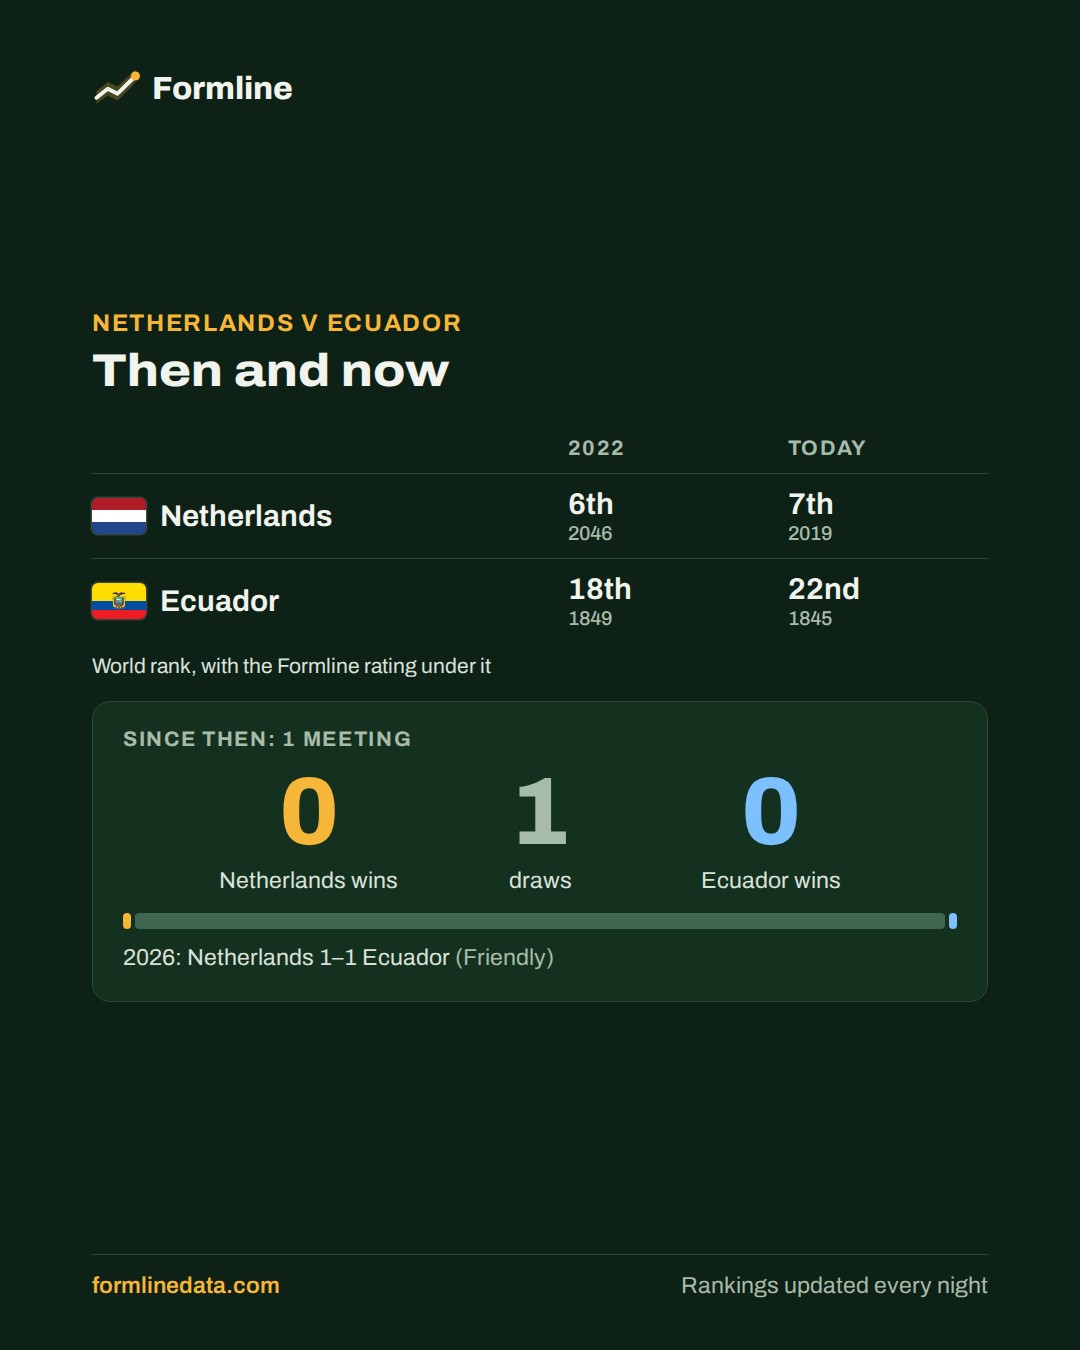 Formline
NETHERLANDS V ECUADOR
Then and now
2022 TODAY
Netherlands 6th 7th
2046 2019
Ecuador 18th 22nd
1849 1845
World rank, with the Formline rating under it
SINCE THEN: 1 MEETING
0 1 0
Netherlands wins draws Ecuador wins
2026: Netherlands 1–1 Ecuador (Friendly)
formlinedata.com Rankings updated every night